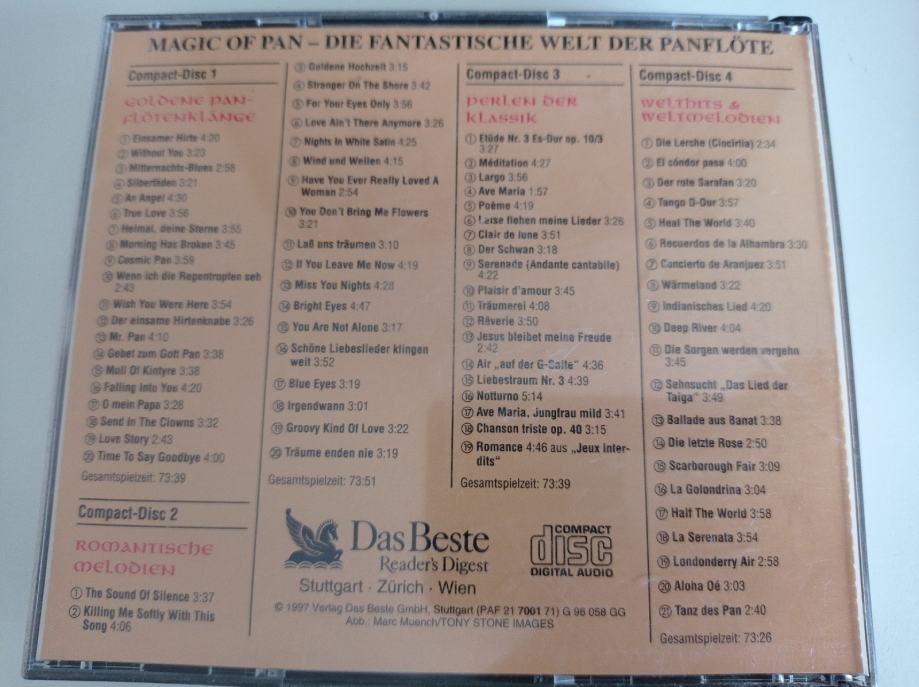 MAGIC OF PAN – DIE FANTASTISCHE WELT DER PANFLÖTE
Compact-Disc 1
GOLDENE PAN-
FLÖTENKLÄNGE
① Einsamer Hirte 4:20
② Without You 3:23
③ Mitternachts-Blues 2:58
④ Silberfäden 3:21
⑤ An Angel 4:30
⑥ True Love 3:56
⑦ Heimat, deine Sterne 3:55
⑧ Morning Has Broken 3:45
⑨ Cosmic Pan 3:59
⑩ Wenn ich die Regentropfen seh
2:43
⑪ Wish You Were Here 3:54
⑫ Der einsame Hirtenknabe 3:26
⑬ Mr. Pan 4:10
⑭ Gebet zum Gott Pan 3:38
⑮ Mull Of Kintyre 3:38
⑯ Falling Into You 4:20
⑰ O mein Papa 3:28
⑱ Send In The Clowns 3:32
⑲ Love Story 2:43
⑳ Time To Say Goodbye 4:00
Gesamtspielzeit: 73:39
Compact-Disc 2
ROMANTISCHE
MELODIEN
① The Sound Of Silence 3:37
② Killing Me Softly With This
Song 4:06
③ Goldene Hochzeit 3:15
④ Stranger On The Shore 3:42
⑤ For Your Eyes Only 3:56
⑥ Love Ain't There Anymore 3:26
⑦ Nights In White Satin 4:25
⑧ Wind und Wellen 4:15
⑨ Have You Ever Really Loved A
Woman 2:54
⑩ You Don't Bring Me Flowers
3:21
⑪ Laß uns träumen 3:10
⑫ If You Leave Me Now 4:19
⑬ Miss You Nights 4:28
⑭ Bright Eyes 4:47
⑮ You Are Not Alone 3:17
⑯ Schöne Liebeslieder klingen
weit 3:52
⑰ Blue Eyes 3:19
⑱ Irgendwann 3:01
⑲ Groovy Kind Of Love 3:22
⑳ Träume enden nie 3:19
Gesamtspielzeit: 73:51
Compact-Disc 3
PERLEN DER
KLASSIK
① Etüde Nr. 3 Es-Dur op. 10/3
3:27
② Méditation 4:27
③ Largo 3:56
④ Ave Maria 1:57
⑤ Poème 4:19
⑥ Leise flehen meine Lieder 3:26
⑦ Clair de lune 3:51
⑧ Der Schwan 3:18
⑨ Serenade (Andante cantabile)
4:22
⑩ Plaisir d'amour 3:45
⑪ Träumerei 4:08
⑫ Rêverie 3:50
⑬ Jesus bleibet meine Freude
2:42
⑭ Air „auf der G-Saite" 4:36
⑮ Liebestraum Nr. 3 4:39
⑯ Notturno 5:14
⑰ Ave Maria, Jungfrau mild 3:41
⑱ Chanson triste op. 40 3:15
⑲ Romance 4:46 aus „Jeux inter-
dits"
Gesamtspielzeit: 73:39
Compact-Disc 4
WELTHITS &
WELTMELODIEN
① Die Lerche (Ciocirlia) 2:34
② El cóndor pasa 4:00
③ Der rote Sarafan 3:20
④ Tango D-Dur 3:57
⑤ Heal The World 3:40
⑥ Recuerdos de la Alhambra 3:30
⑦ Concierto de Aranjuez 3:51
⑧ Wärmeland 3:22
⑨ Indianisches Lied 4:20
⑩ Deep River 4:04
⑪ Die Sorgen werden vergehn
3:45
⑫ Sehnsucht „Das Lied der
Taiga" 3:49
⑬ Ballade aus Banat 3:38
⑭ Die letzte Rose 2:50
⑮ Scarborough Fair 3:09
⑯ La Golondrina 3:04
⑰ Half The World 3:58
⑱ La Serenata 3:54
⑲ Londonderry Air 2:58
⑳ Aloha Oé 3:03
㉑ Tanz des Pan 2:40
Gesamtspielzeit: 73:26
Das Beste
Reader's Digest
Stuttgart · Zürich · Wien
COMPACT
disc
DIGITAL AUDIO
© 1997 Verlag Das Beste GmbH, Stuttgart (PAF 21 7001 71) G 96 058 GG
Abb.: Marc Muench/TONY STONE IMAGES